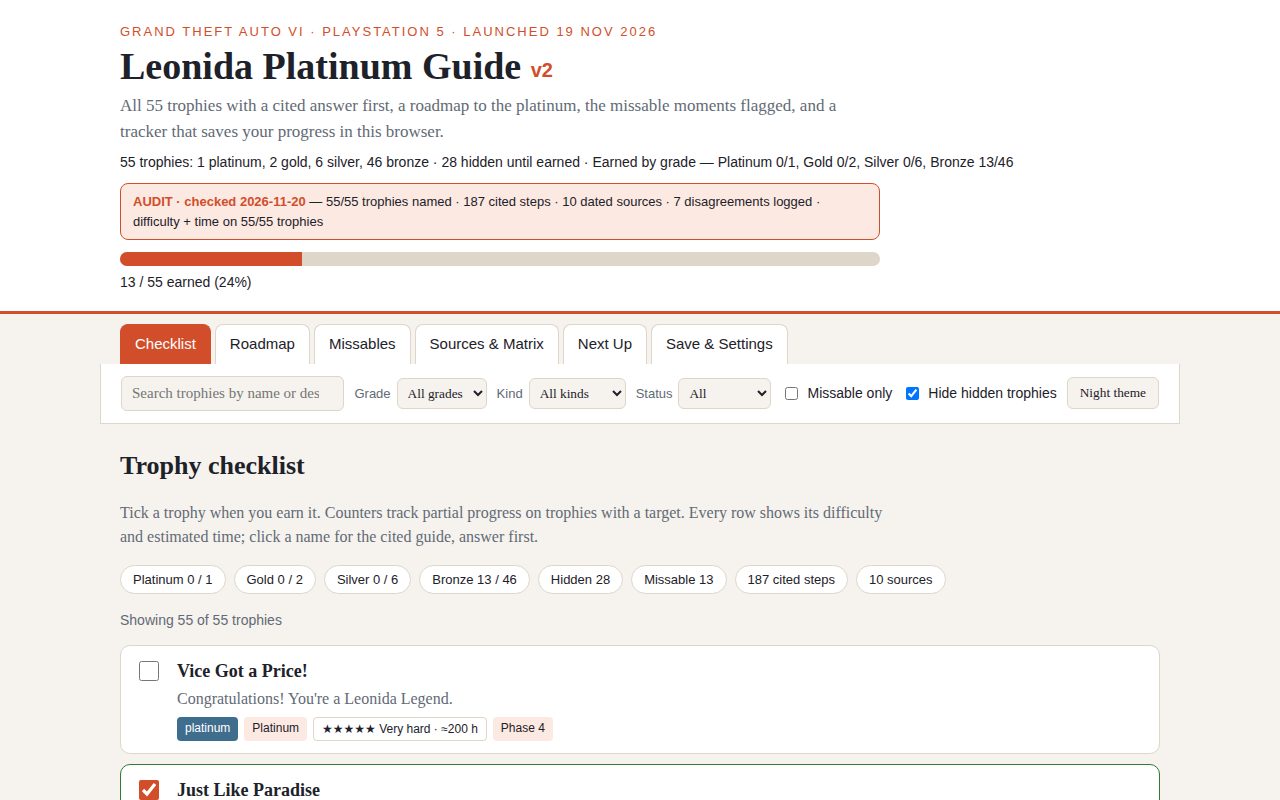 GRAND THEFT AUTO VI · PLAYSTATION 5 · LAUNCHED 19 NOV 2026
Leonida Platinum Guide v2
All 55 trophies with a cited answer first, a roadmap to the platinum, the missable moments flagged, and a
tracker that saves your progress in this browser.
55 trophies: 1 platinum, 2 gold, 6 silver, 46 bronze · 28 hidden until earned · Earned by grade — Platinum 0/1, Gold 0/2, Silver 0/6, Bronze 13/46
AUDIT · checked 2026-11-20 — 55/55 trophies named · 187 cited steps · 10 dated sources · 7 disagreements logged ·
difficulty + time on 55/55 trophies
13 / 55 earned (24%)
Checklist Roadmap Missables Sources & Matrix Next Up Save & Settings
Search trophies by name or des Grade All grades Kind All kinds Status All Missable only Hide hidden trophies Night theme
Trophy checklist
Tick a trophy when you earn it. Counters track partial progress on trophies with a target. Every row shows its difficulty
and estimated time; click a name for the cited guide, answer first.
Platinum 0 / 1 Gold 0 / 2 Silver 0 / 6 Bronze 13 / 46 Hidden 28 Missable 13 187 cited steps 10 sources
Showing 55 of 55 trophies
Vice Got a Price!
Congratulations! You're a Leonida Legend.
platinum Platinum ★★★★★ Very hard · ≈200 h Phase 4
Just Like Paradise